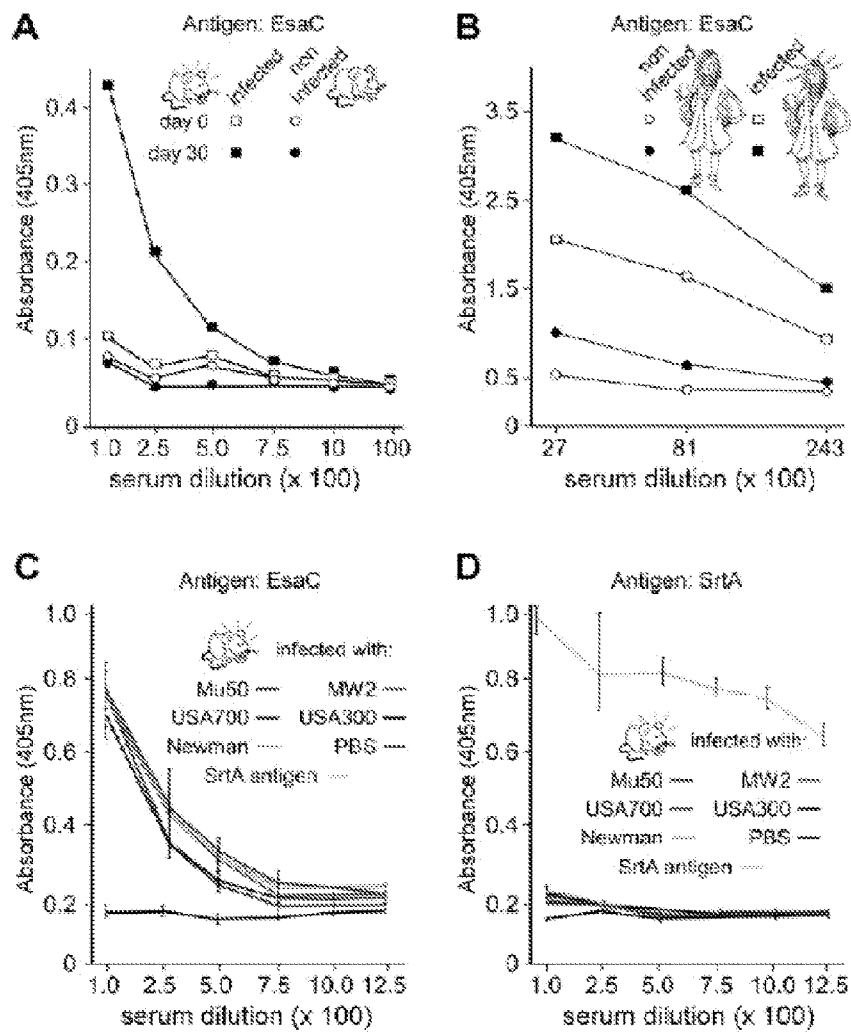 A
Antigen: EsaC
infected
non infected
day 0
day 30
Absorbance (405nm)
0.4
0.3
0.2
0.1
0
1.0 2.5 5.0 7.5 10 100
serum dilution (x 100)
B
Antigen: EsaC
non infected
infected
Absorbance (405nm)
3.5
2.5
1.5
0.5
0
27 81 243
serum dilution (x 100)
C
Antigen: EsaC
infected with:
Mu50 MW2
USA700 USA300
Newman PBS
SrtA antigen
Absorbance (405nm)
1.0
0.8
0.6
0.4
0.2
0
1.0 2.5 5.0 7.5 10.0 12.5
serum dilution (x 100)
D
Antigen: SrtA
infected with:
Mu50 MW2
USA700 USA300
Newman PBS
SrtA antigen
Absorbance (405nm)
1.0
0.8
0.6
0.4
0.2
0
1.0 2.5 5.0 7.5 10.0 12.5
serum dilution (x 100)